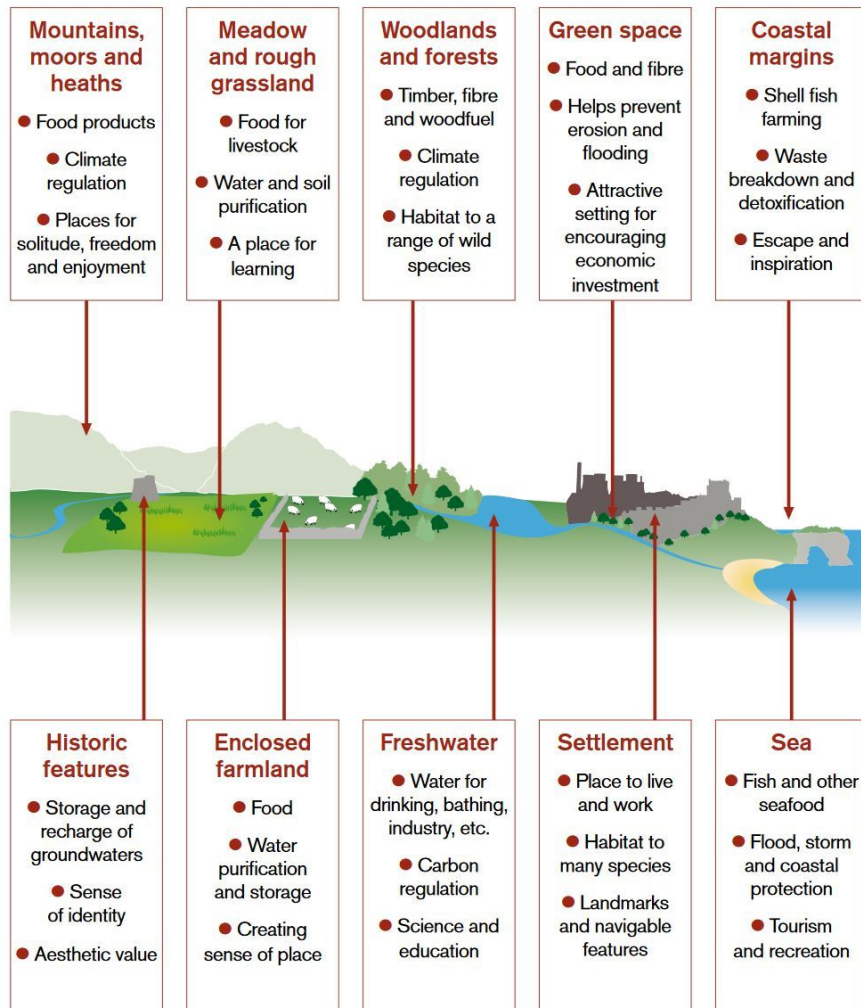 Mountains,
moors and
heaths
● Food products
● Climate
regulation
● Places for
solitude, freedom
and enjoyment
Meadow
and rough
grassland
● Food for
livestock
● Water and soil
purification
● A place for
learning
Woodlands
and forests
● Timber, fibre
and woodfuel
● Climate
regulation
● Habitat to a
range of wild
species
Green space
● Food and fibre
● Helps prevent
erosion and
flooding
● Attractive
setting for
encouraging
economic
investment
Coastal
margins
● Shell fish
farming
● Waste
breakdown and
detoxification
● Escape and
inspiration
Historic
features
● Storage and
recharge of
groundwaters
● Sense
of identity
● Aesthetic value
Enclosed
farmland
● Food
● Water
purification
and storage
● Creating
sense of place
Freshwater
● Water for
drinking, bathing,
industry, etc.
● Carbon
regulation
● Science and
education
Settlement
● Place to live
and work
● Habitat to
many species
● Landmarks
and navigable
features
Sea
● Fish and other
seafood
● Flood, storm
and coastal
protection
● Tourism
and recreation